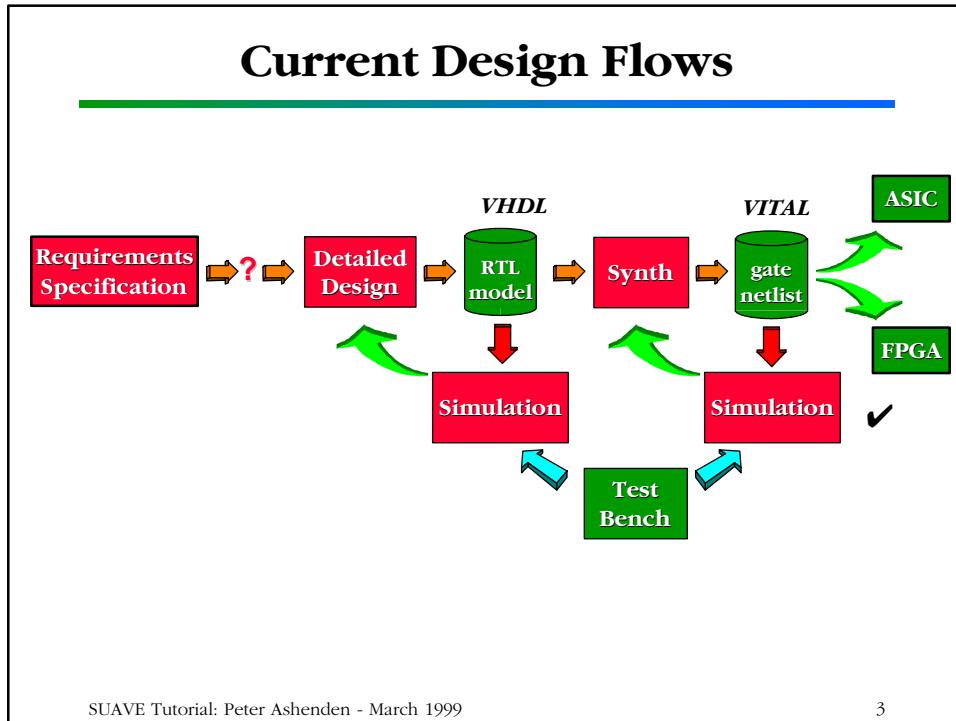 Current Design Flows
VHDL
VITAL
ASIC
Requirements
Specification
?
Detailed
Design
RTL
model
Synth
gate
netlist
FPGA
Simulation
Simulation
✔
Test
Bench
SUAVE Tutorial: Peter Ashenden - March 1999
3